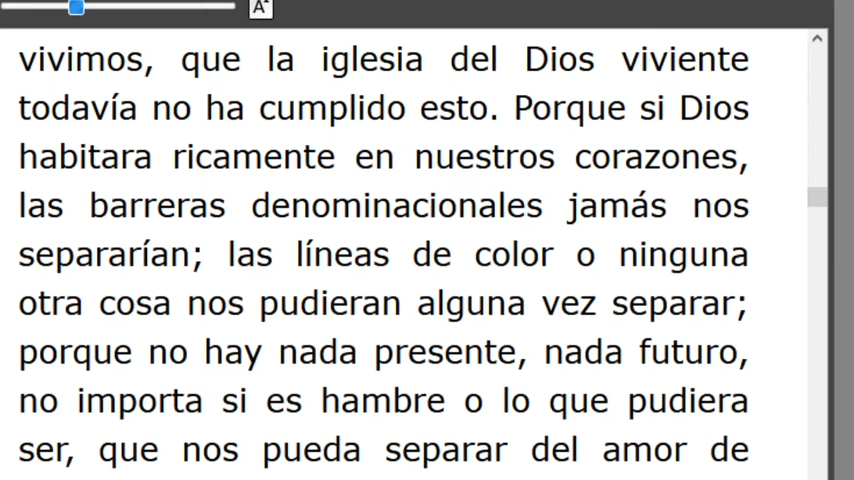 A
vivimos, que la iglesia del Dios viviente
todavía no ha cumplido esto. Porque si Dios
habitara ricamente en nuestros corazones,
las barreras denominacionales jamás nos
separarían; las líneas de color o ninguna
otra cosa nos pudieran alguna vez separar;
porque no hay nada presente, nada futuro,
no importa si es hambre o lo que pudiera
ser, que nos pueda separar del amor de